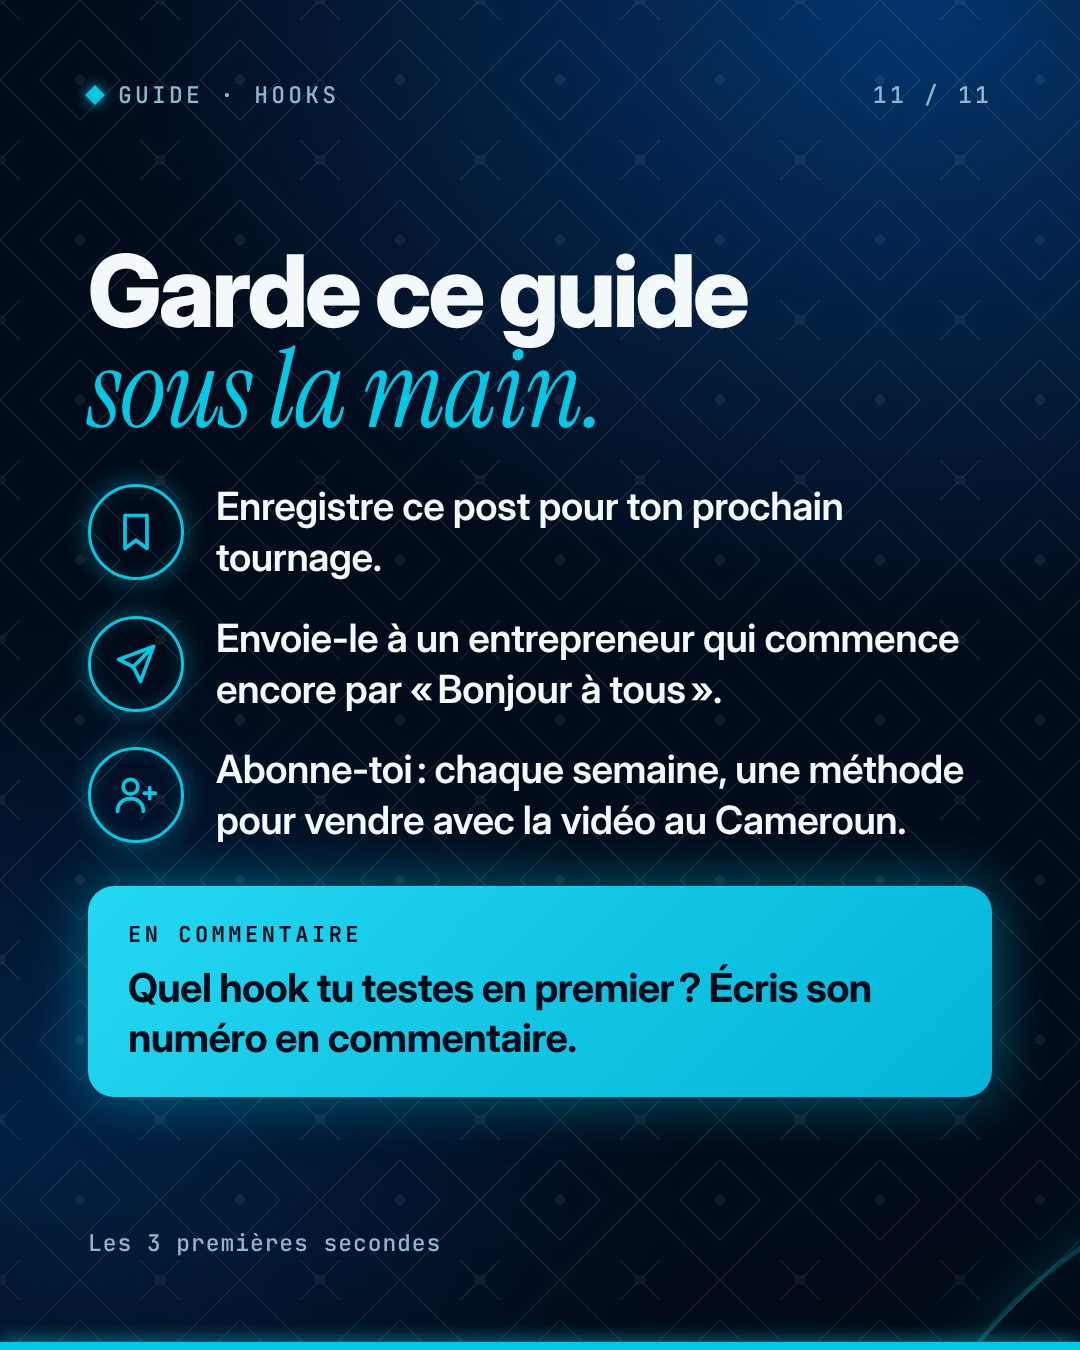 GUIDE · HOOKS
11 / 11
Garde ce guide
sous la main.
Enregistre ce post pour ton prochain
tournage.
Envoie-le à un entrepreneur qui commence
encore par « Bonjour à tous ».
Abonne-toi : chaque semaine, une méthode
pour vendre avec la vidéo au Cameroun.
EN COMMENTAIRE
Quel hook tu testes en premier ? Écris son
numéro en commentaire.
Les 3 premières secondes